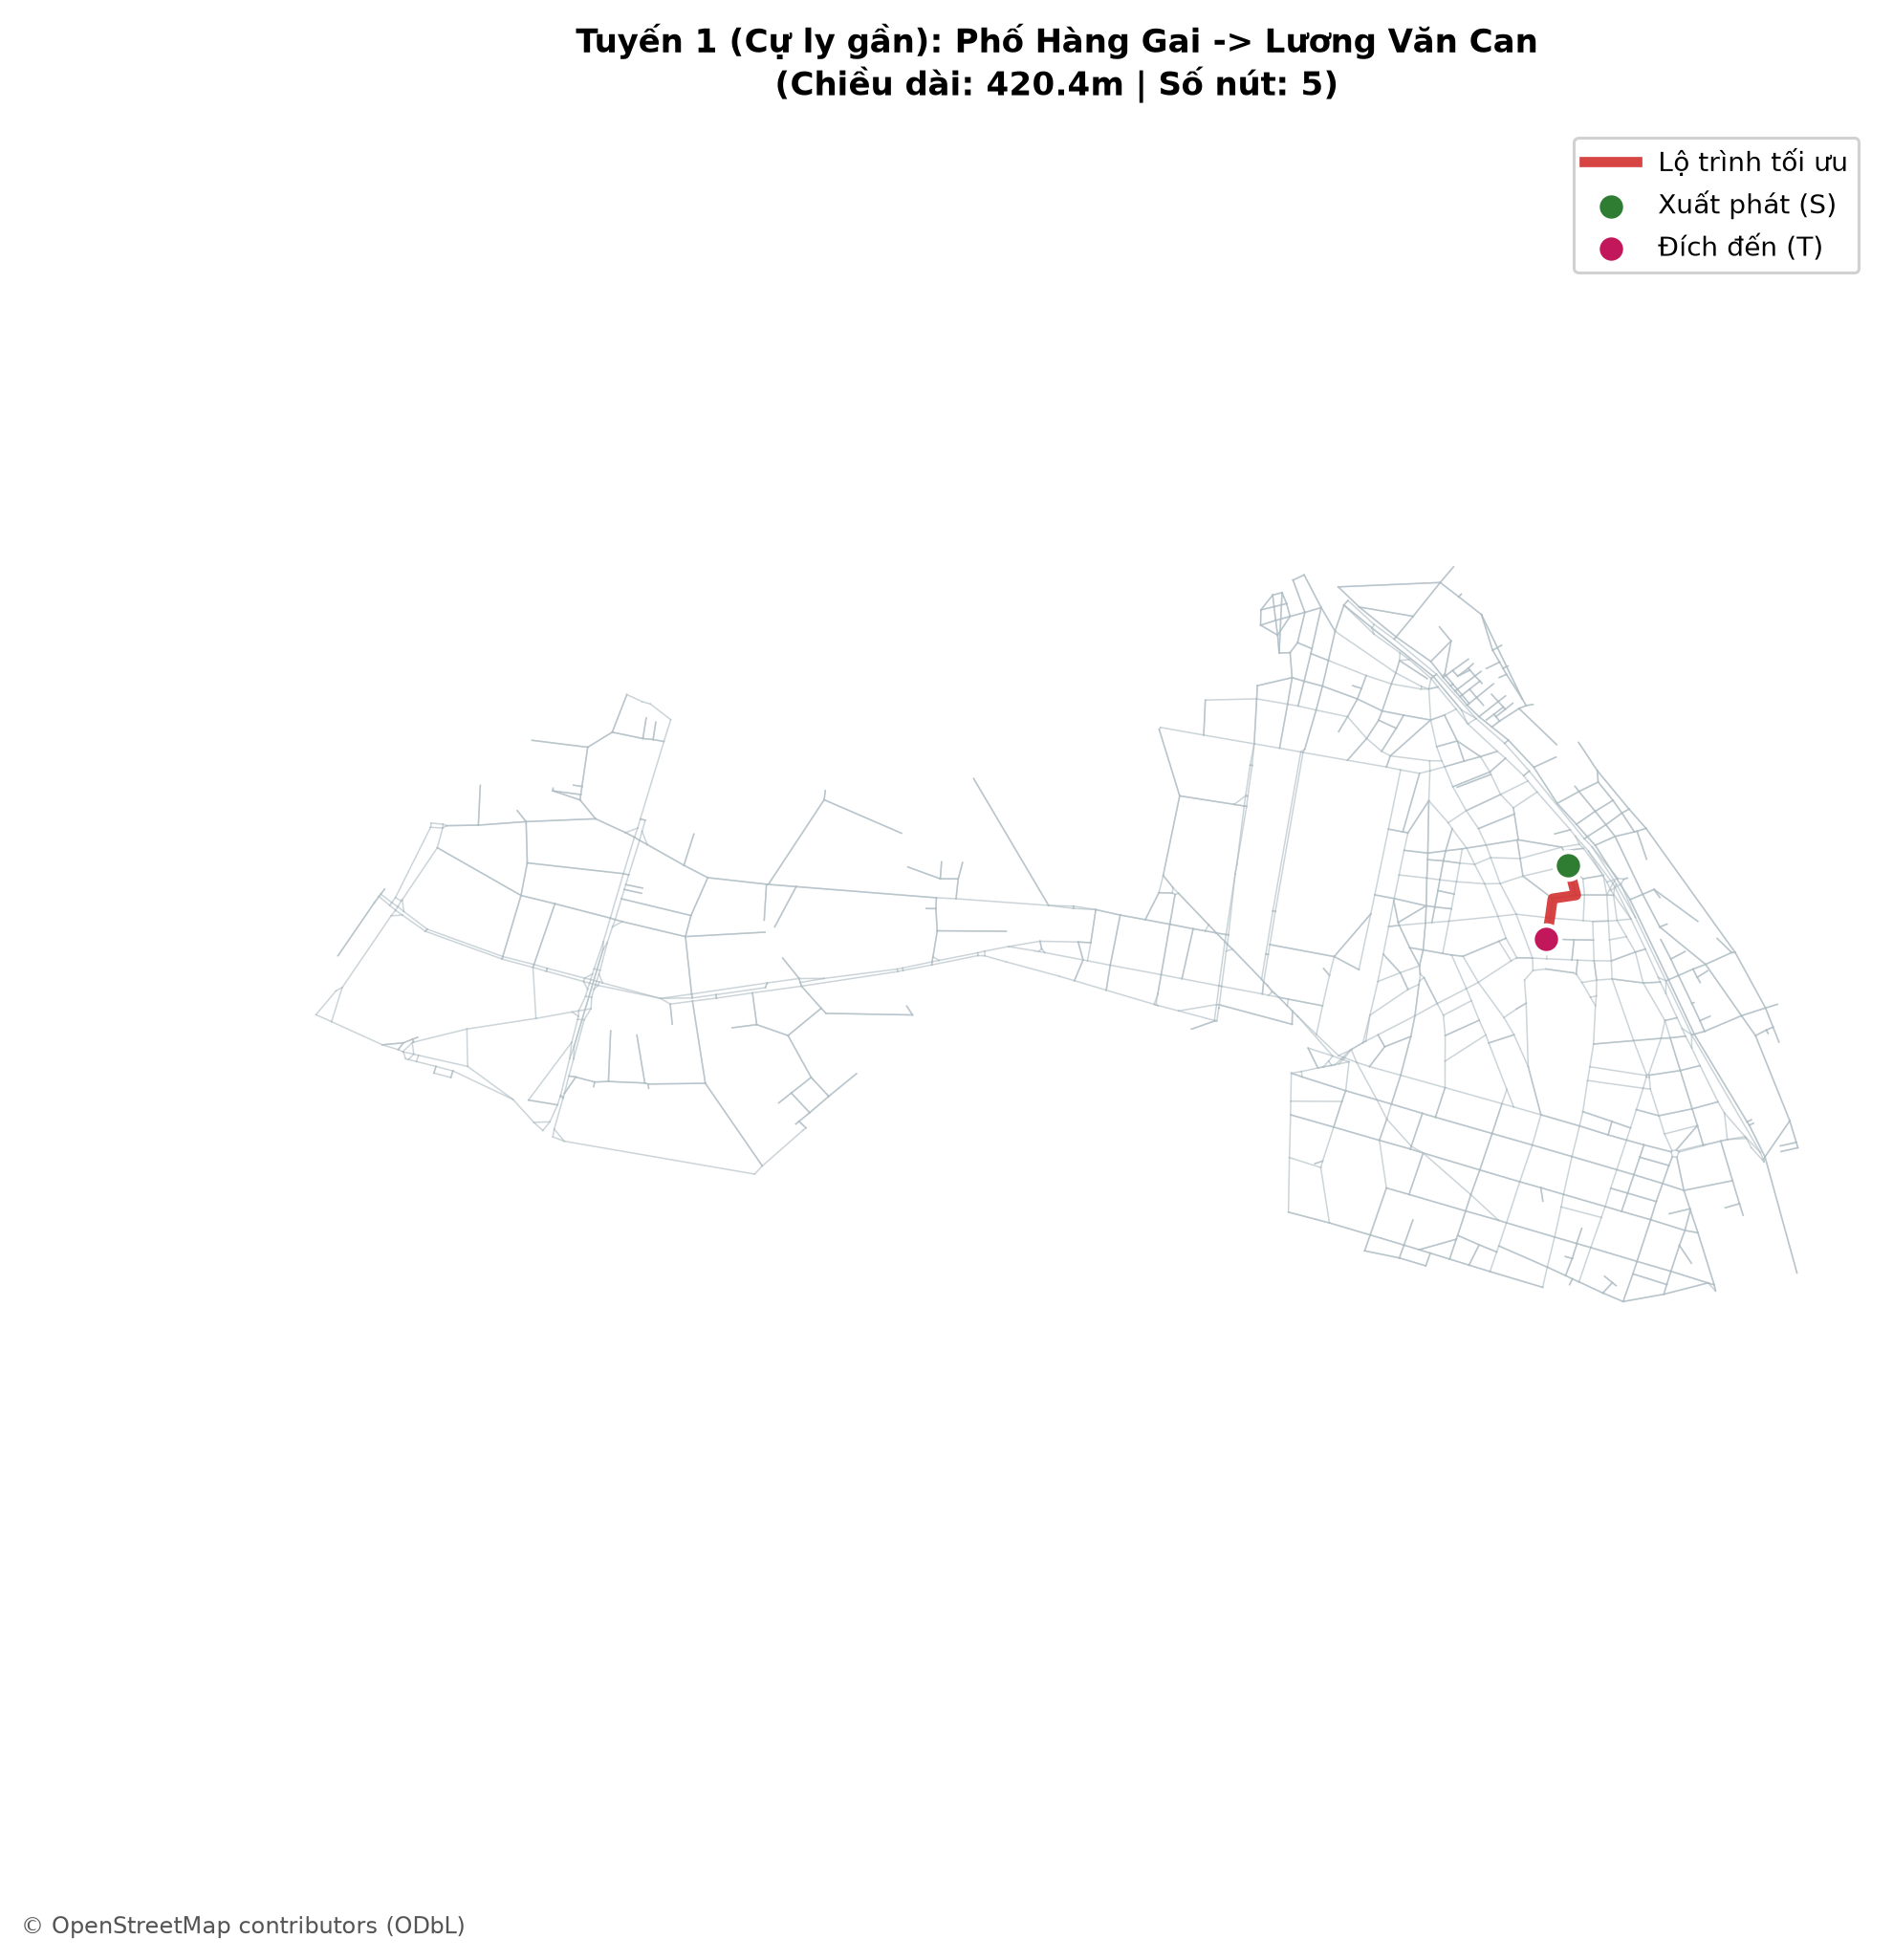 Tuyến 1 (Cự ly gần): Phố Hàng Gai -> Lương Văn Can
(Chiều dài: 420.4m | Số nút: 5)
Lộ trình tối ưu
Xuất phát (S)
Đích đến (T)
© OpenStreetMap contributors (ODbL)